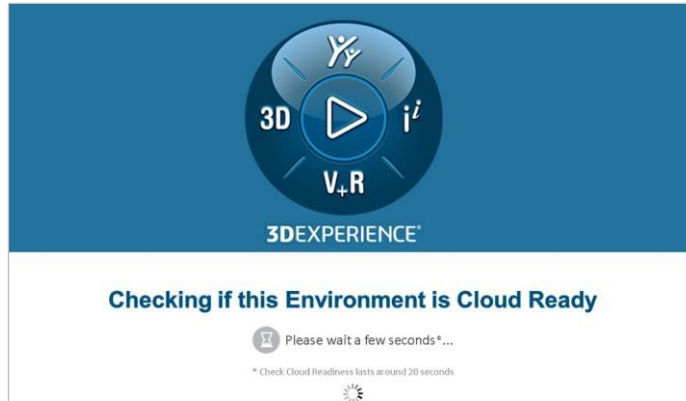 3D
iⁱ
V+R
3DEXPERIENCE®
Checking if this Environment is Cloud Ready
Please wait a few seconds*...
* Check Cloud Readiness lasts around 20 seconds